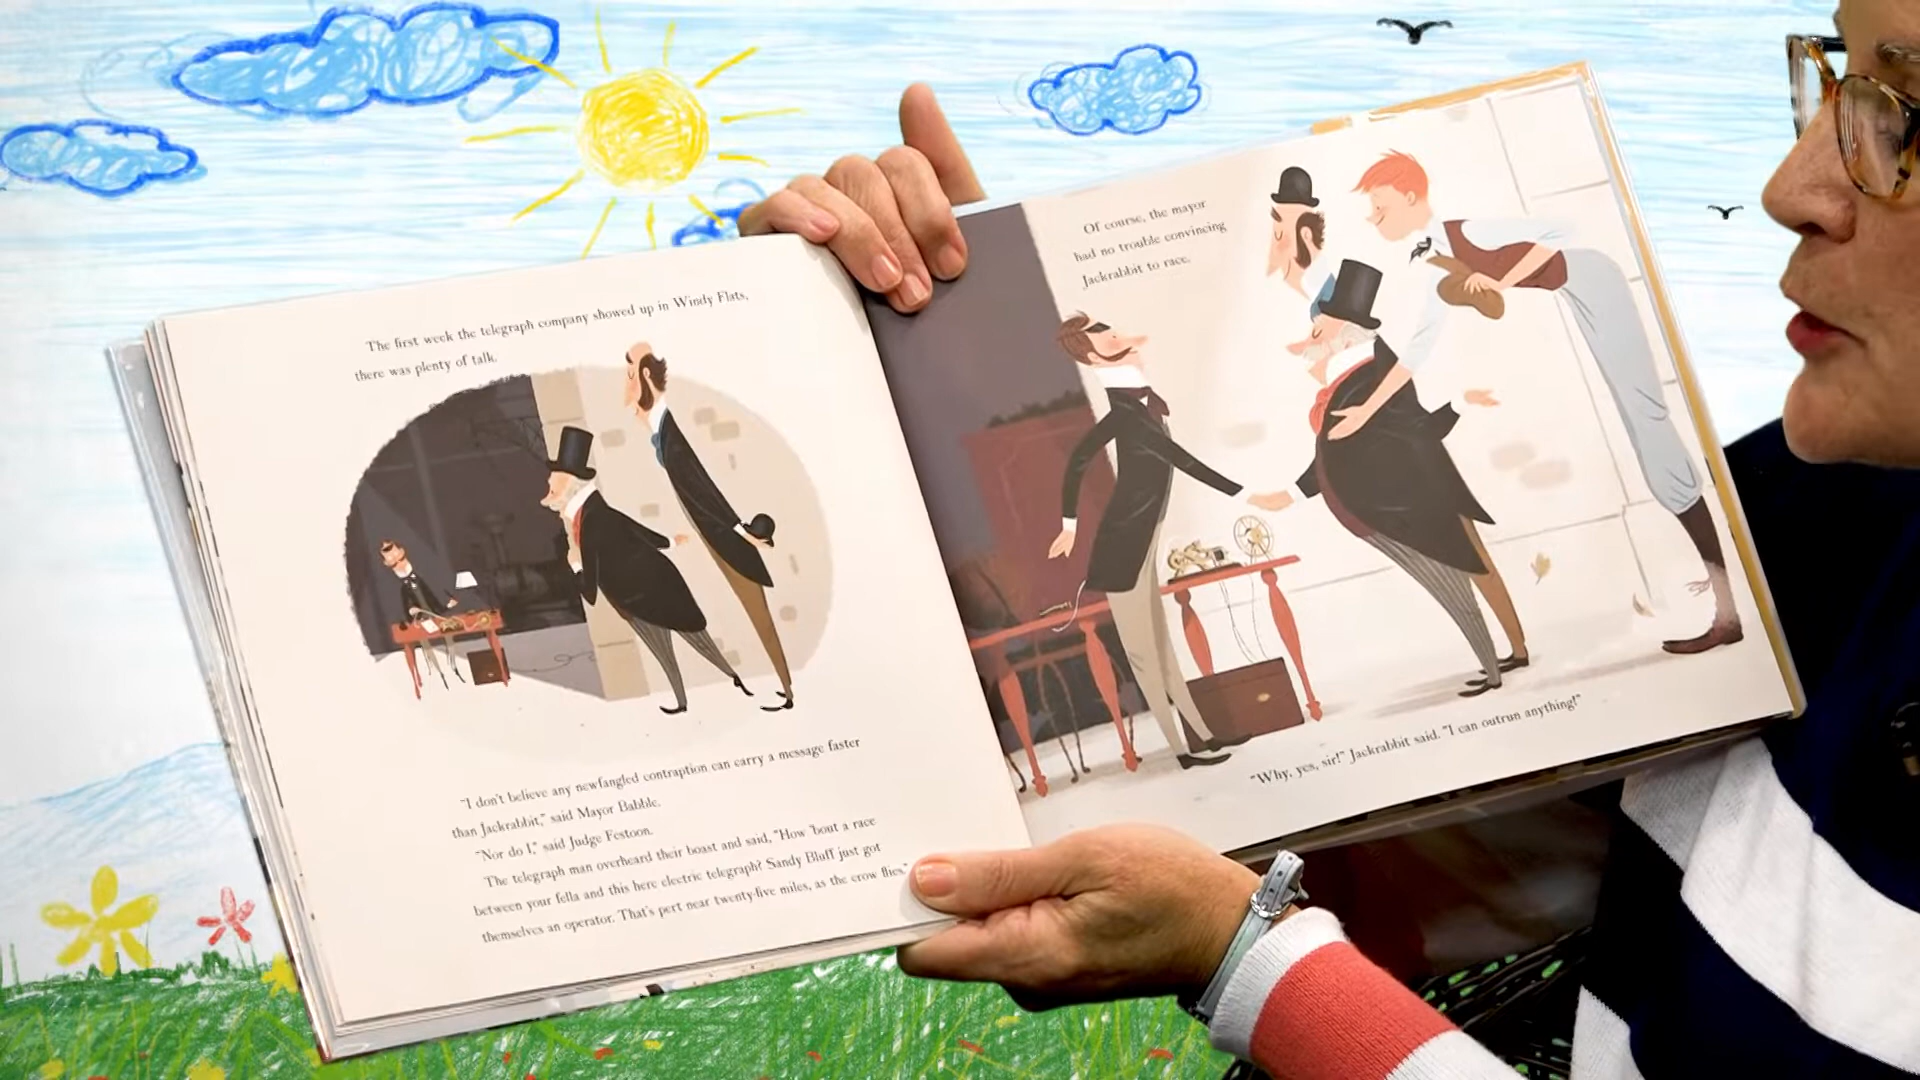 The first week the telegraph company showed up in Windy Flats,
there was plenty of talk.
"I don't believe any newfangled contraption can carry a message faster
than Jackrabbit," said Mayor Babble.
"Nor do I," said Judge Festoon.
The telegraph man overheard their boast and said, "How 'bout a race
between your fella and this here electric telegraph? Sandy Bluff just got
themselves an operator. That's pert near twenty-five miles, as the crow flies."
Of course, the mayor
had no trouble convincing
Jackrabbit to race.
"Why, yes, sir!" Jackrabbit said. "I can outrun anything!"